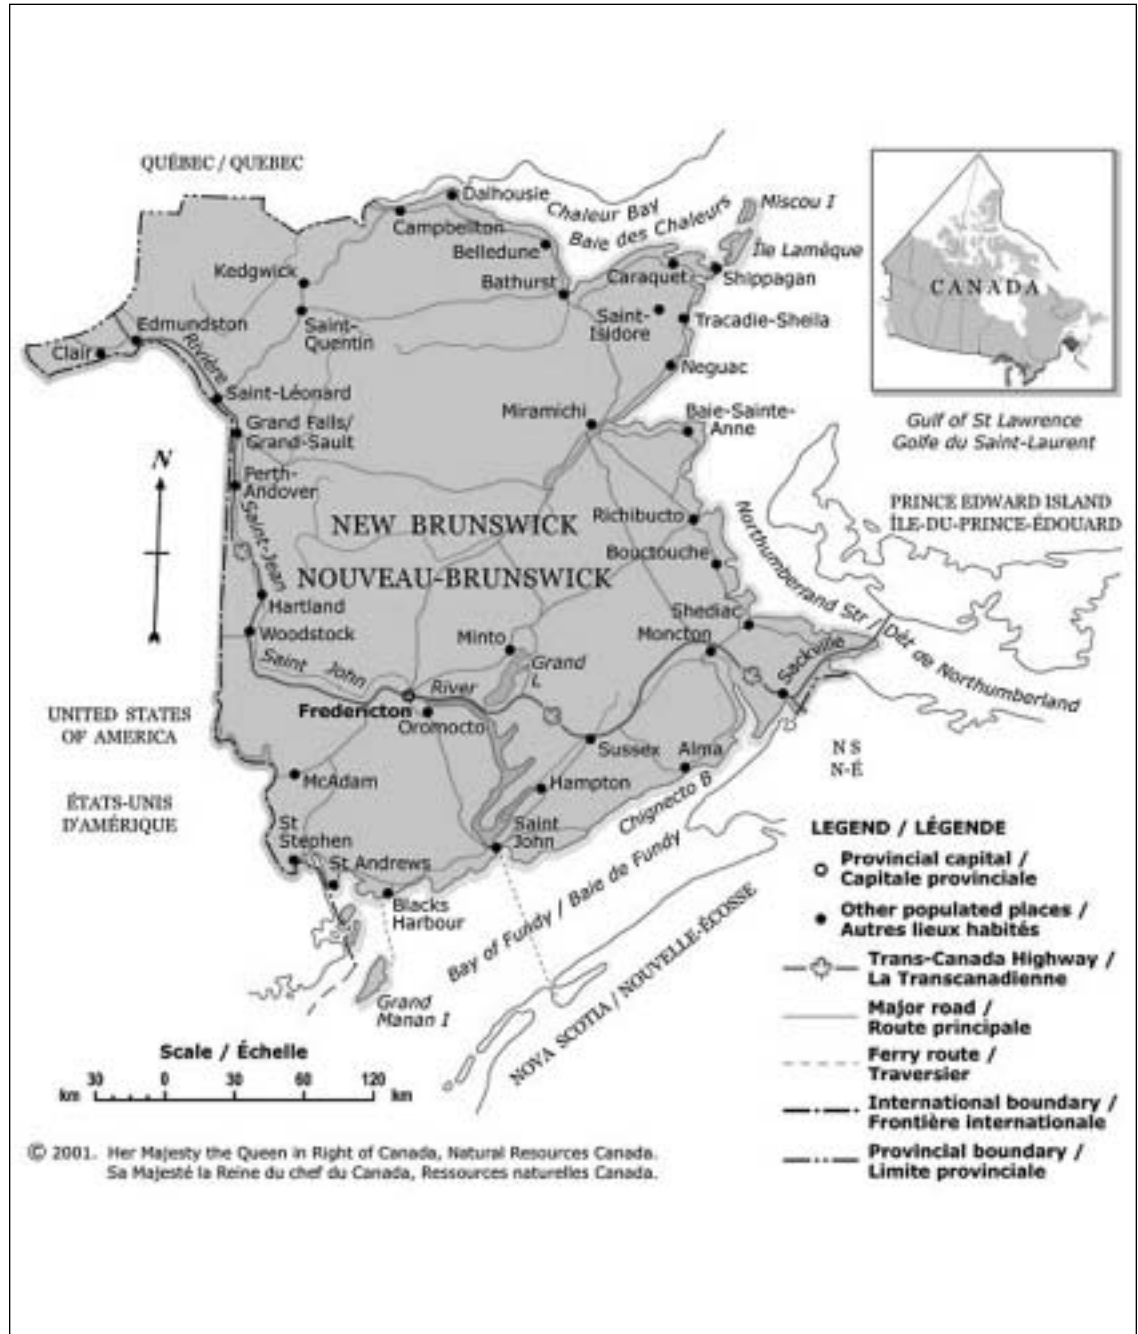 QUÉBEC / QUEBEC
Dalhousie
Campbellton
Chaleur Bay
Baie des Chaleurs
Miscou I
Île Lamèque
Belledune
Kedgwick
Bathurst
Caraquet
Shippagan
CANADA
Saint-
Quentin
Saint-
Isidore
Tracadie-Sheila
Edmundston
Clair
Rivière
Neguac
Saint-Léonard
Miramichi
Baie-Sainte-
Anne
Gulf of St Lawrence
Golfe du Saint-Laurent
Grand Falls/
Grand-Sault
N
Perth-
Andover
Saint-Jean
NEW BRUNSWICK
NOUVEAU-BRUNSWICK
Richibucto
Bouctouche
PRINCE EDWARD ISLAND
ÎLE-DU-PRINCE-ÉDOUARD
Northumberland Str / Dét de Northumberland
Hartland
Woodstock
Shediac
Moncton
Minto
Grand
L
Sackville
Saint John River
Fredericton
Oromocto
UNITED STATES
OF AMERICA
ÉTATS-UNIS
D'AMÉRIQUE
Sussex
Alma
N S
N-É
McAdam
Hampton
Chignecto B
St
Stephen
St Andrews
Saint
John
Blacks
Harbour
Bay of Fundy / Baie de Fundy
Grand
Manan I
NOVA SCOTIA / NOUVELLE-ÉCOSSE
LEGEND / LÉGENDE
Provincial capital /
Capitale provinciale
Other populated places /
Autres lieux habités
Trans-Canada Highway /
La Transcanadienne
Major road /
Route principale
Ferry route /
Traversier
International boundary /
Frontière internationale
Provincial boundary /
Limite provinciale
Scale / Échelle
30 0 30 60 120
km km
© 2001. Her Majesty the Queen in Right of Canada, Natural Resources Canada.
Sa Majesté la Reine du chef du Canada, Ressources naturelles Canada.